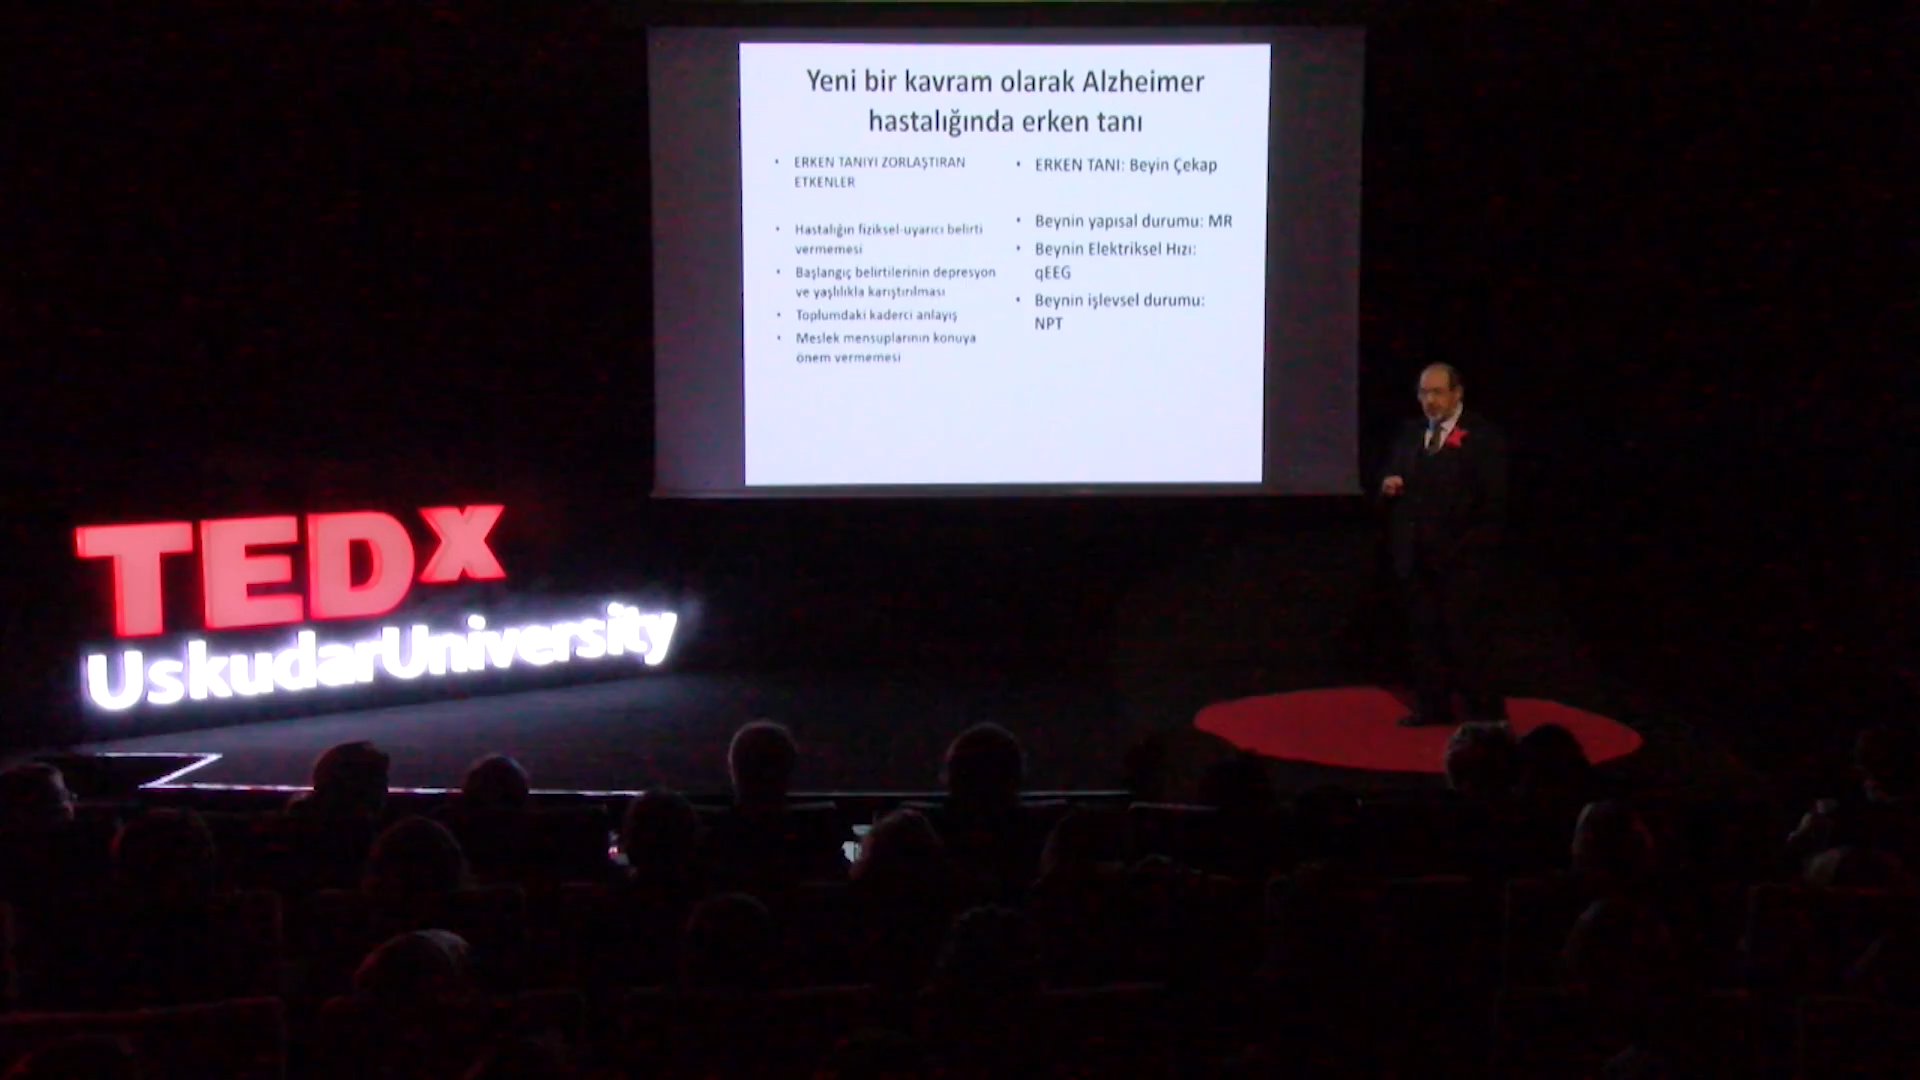 Yeni bir kavram olarak Alzheimer
hastalığında erken tanı
• ERKEN TANIYI ZORLAŞTIRAN
ETKENLER
• Hastalığın fiziksel-uyarıcı belirti
vermemesi
• Başlangıç belirtilerinin depresyon
ve yaşlılıkla karıştırılması
• Toplumdaki kaderci anlayış
• Meslek mensuplarının konuya
önem vermemesi
• ERKEN TANI: Beyin Çekap
• Beynin yapısal durumu: MR
• Beynin Elektriksel Hızı:
qEEG
• Beynin işlevsel durumu:
NPT
TEDx
UskudarUniversity